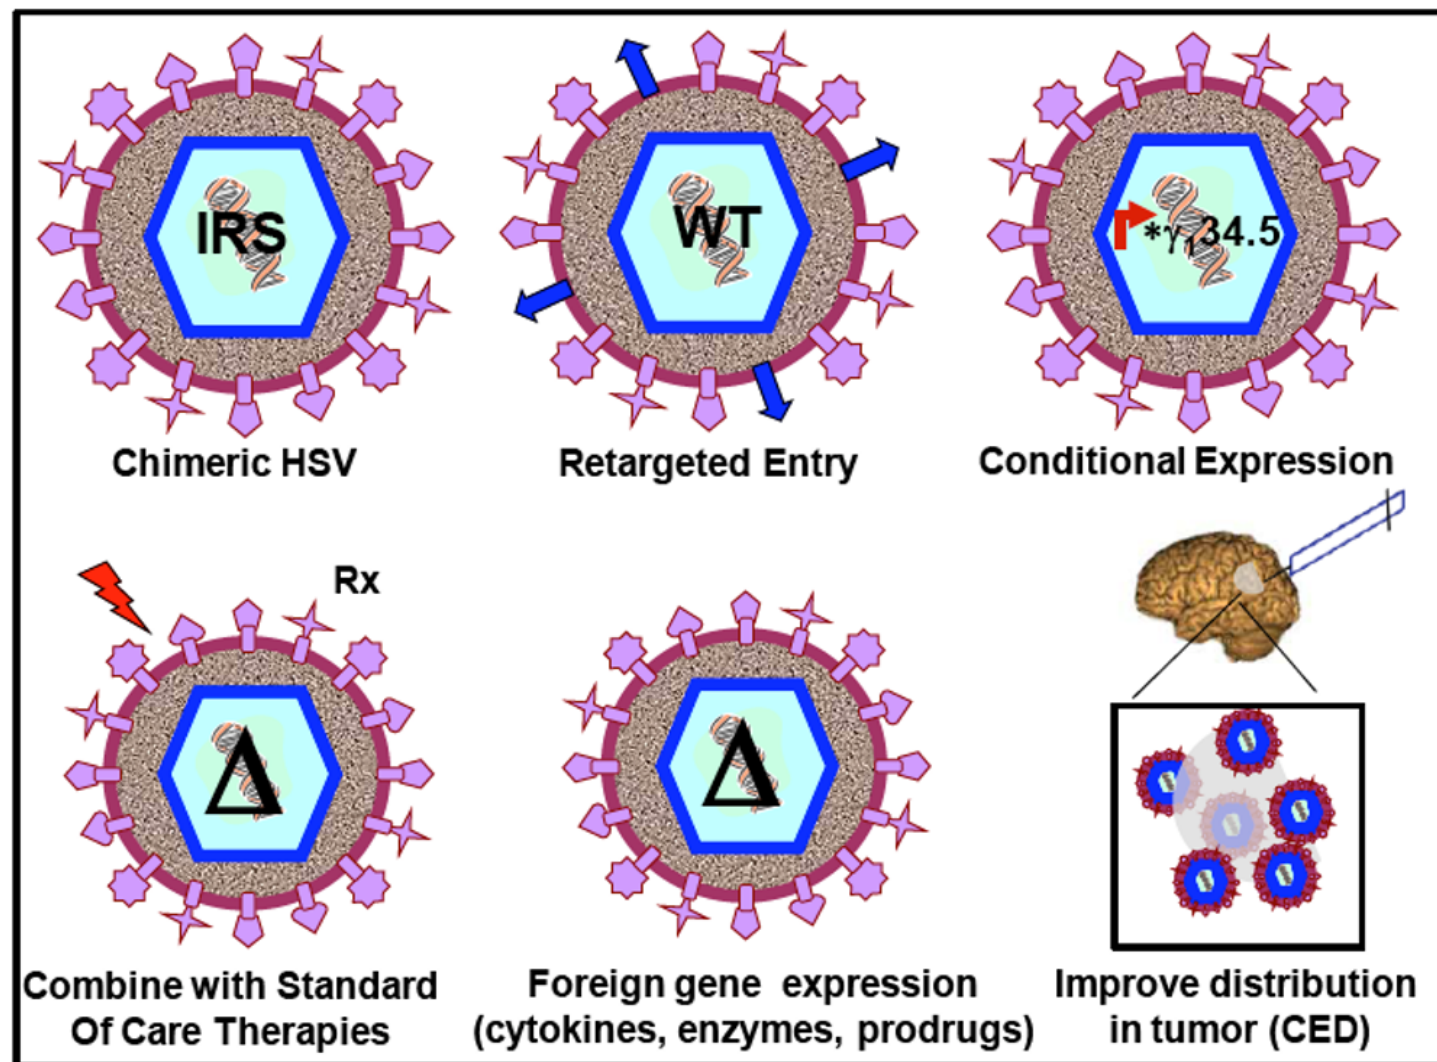 IRS
WT
*γ₁34.5
Chimeric HSV
Retargeted Entry
Conditional Expression
Rx
Δ
Δ
Combine with Standard
Of Care Therapies
Foreign gene expression
(cytokines, enzymes, prodrugs)
Improve distribution
in tumor (CED)